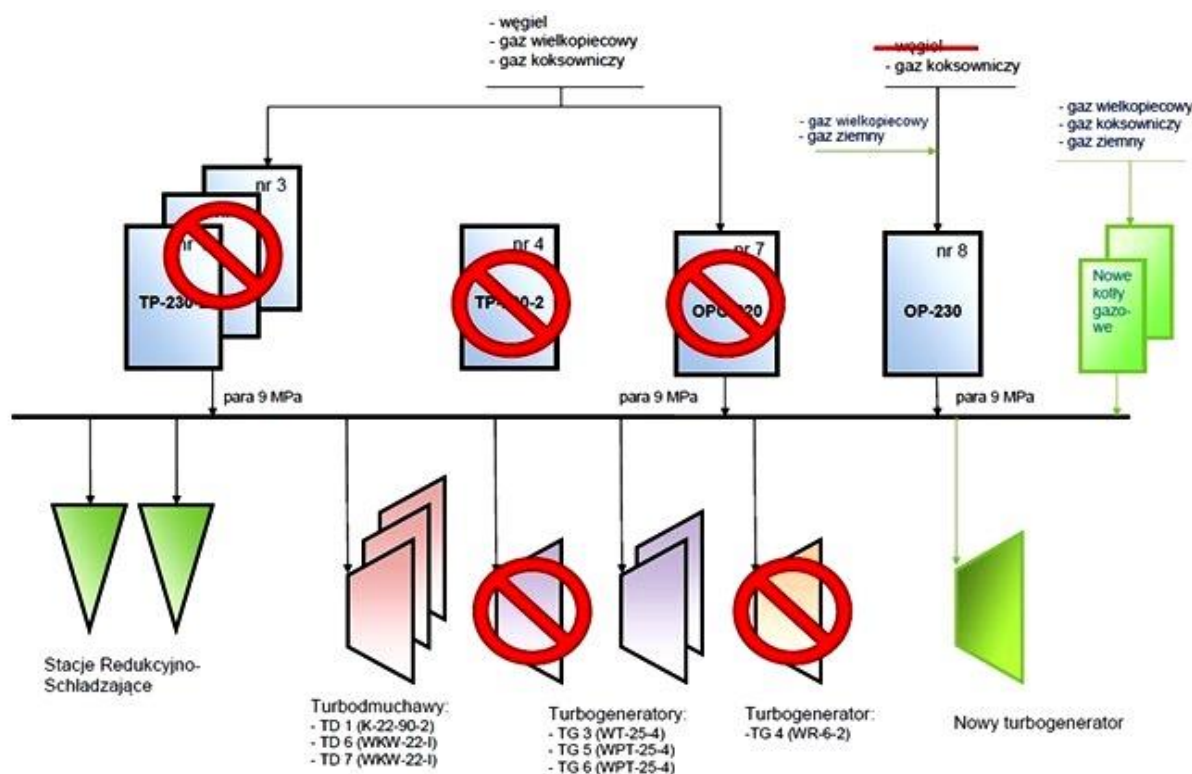 - węgiel
- gaz wielkopiecowy
- gaz koksowniczy
- węgiel
- gaz koksowniczy
- gaz wielkopiecowy
- gaz ziemny
- gaz wielkopiecowy
- gaz koksowniczy
- gaz ziemny
nr 3
nr 4
nr 7
nr 8
OP-230
Nowe
kotły
gazo-
we
para 9 MPa
para 9 MPa
para 9 MPa
Stacje Redukcyjno-
Schładzające
Turbodmuchawy:
- TD 1 (K-22-90-2)
- TD 6 (WKW-22-I)
- TD 7 (WKW-22-I)
Turbogeneratory:
- TG 3 (WT-25-4)
- TG 5 (WPT-25-4)
- TG 6 (WPT-25-4)
Turbogenerator:
-TG 4 (WR-6-2)
Nowy turbogenerator